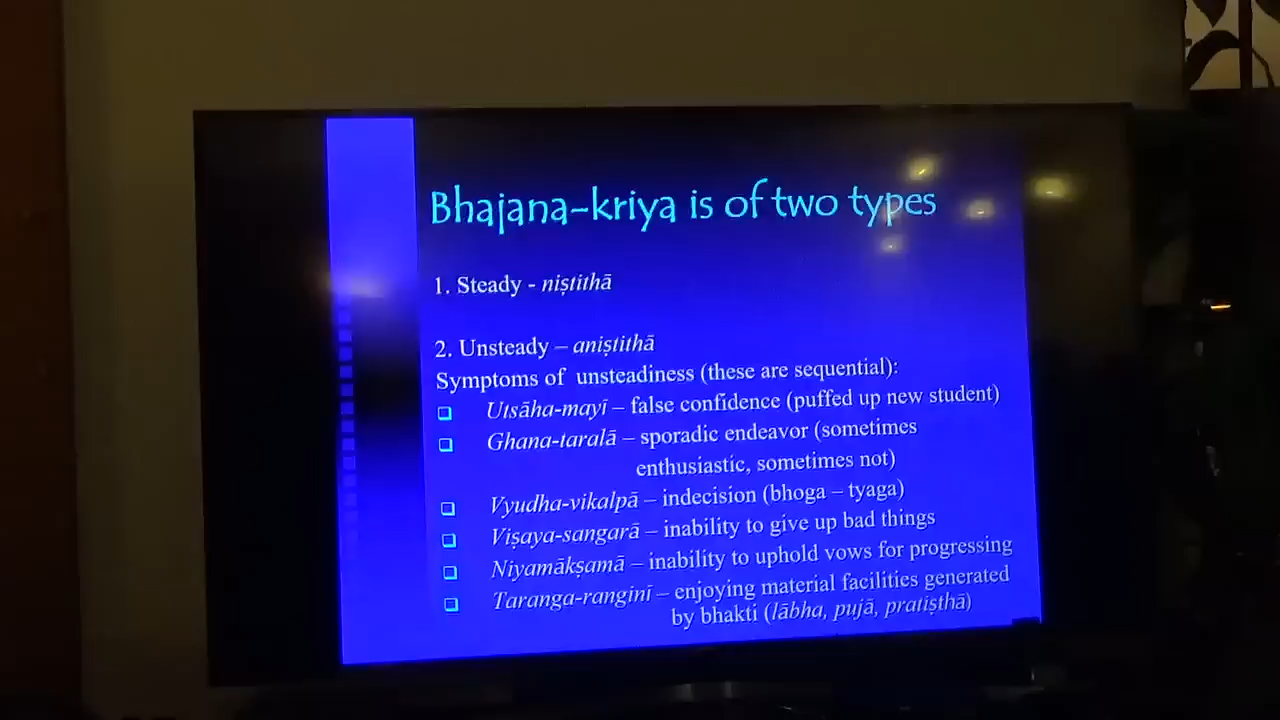 Bhajana-kriya is of two types
1. Steady - niṣtithā
2. Unsteady – aniṣtithā
Symptoms of unsteadiness (these are sequential):
❑ Utsāha-mayī – false confidence (puffed up new student)
❑ Ghana-taralā – sporadic endeavor (sometimes
enthusiastic, sometimes not)
❑ Vyudha-vikalpā – indecision (bhoga – tyaga)
❑ Viṣaya-sangarā – inability to give up bad things
❑ Niyamākṣamā – inability to uphold vows for progressing
❑ Taranga-ranginī – enjoying material facilities generated
by bhakti (lābha, pujā, pratiṣthā)